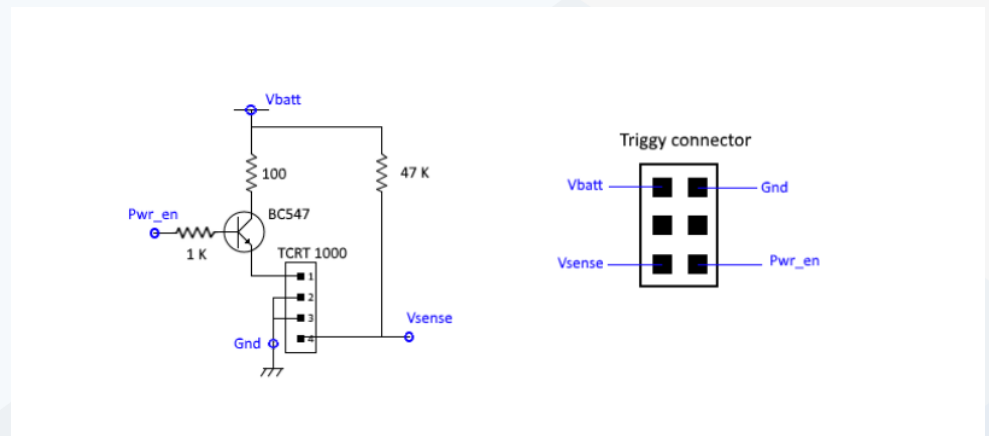 Vbatt
100
47 K
Pwr_en
BC547
1 K
TCRT 1000
1
2
3
4
Vsense
Gnd
Triggy connector
Vbatt
Gnd
Vsense
Pwr_en